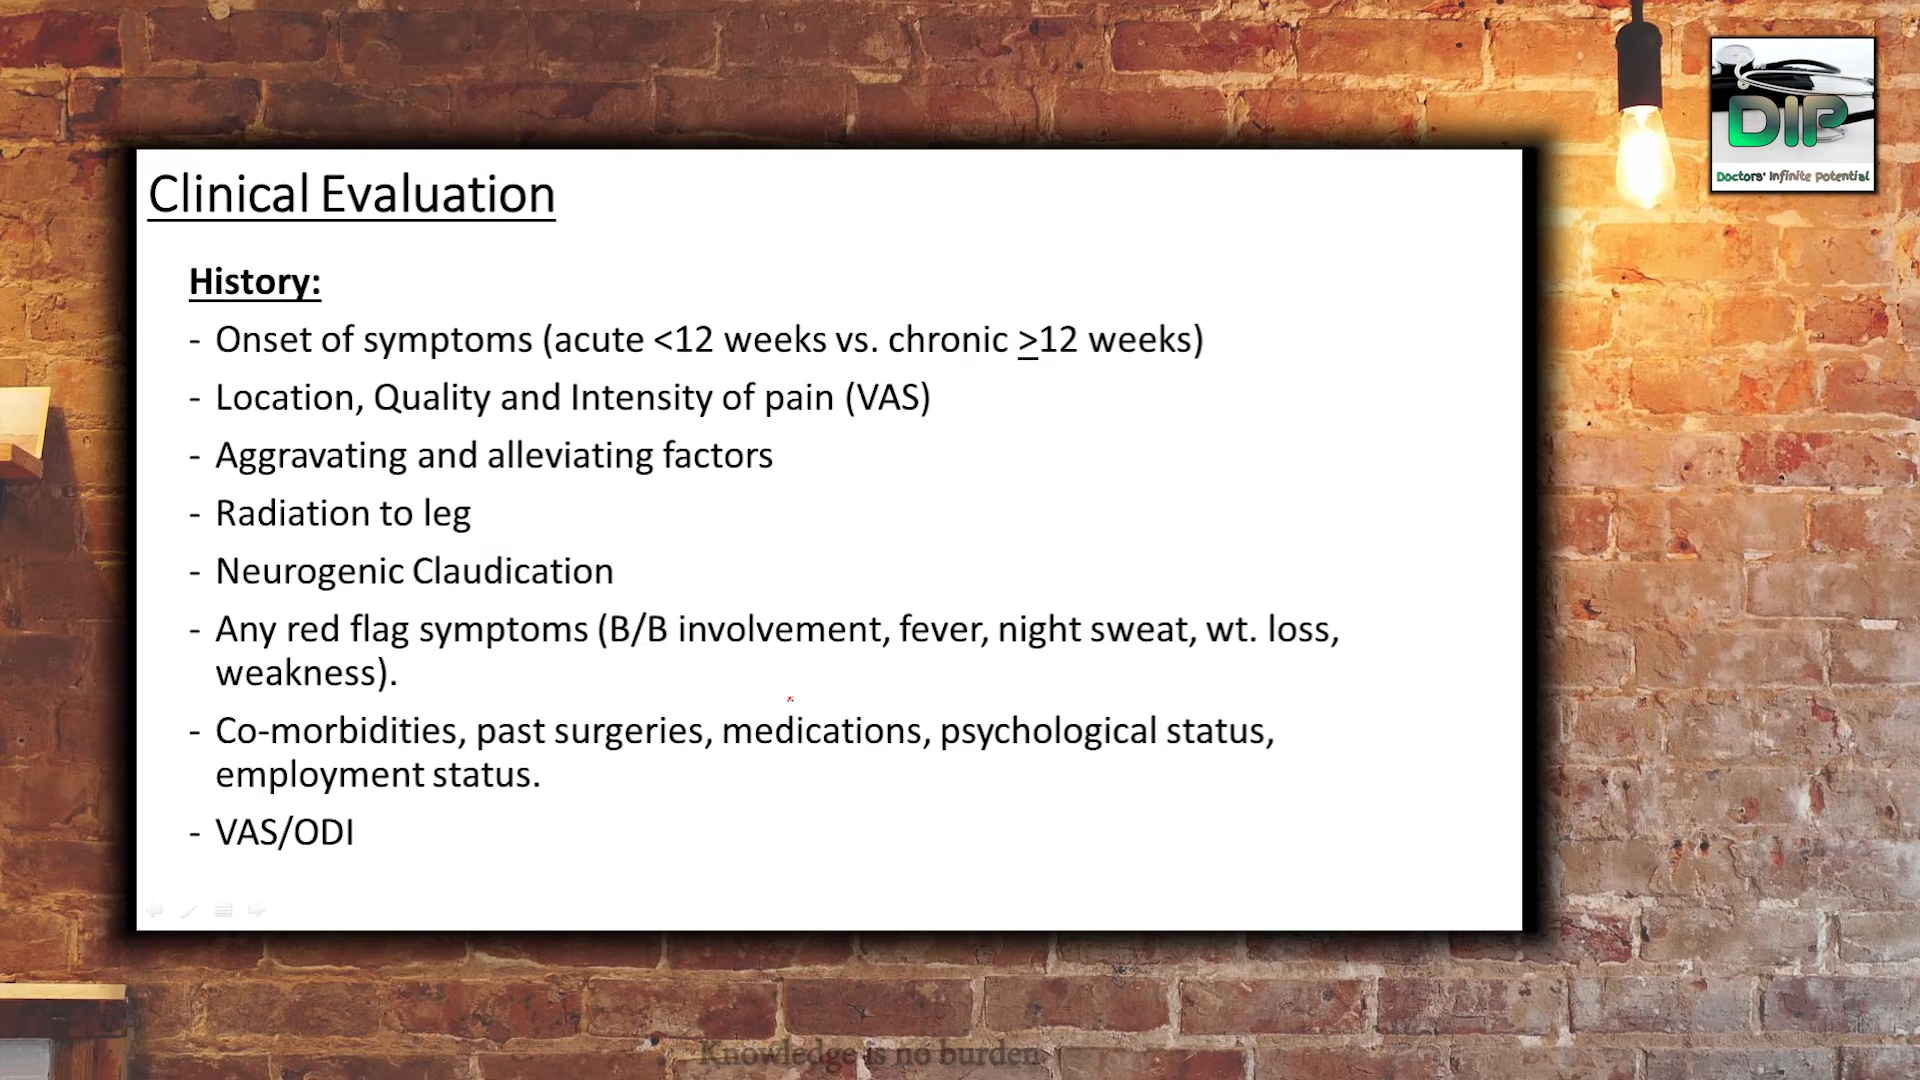 DIP
Doctors' Infinite Potential
Clinical Evaluation
History:
- Onset of symptoms (acute <12 weeks vs. chronic >12 weeks)
- Location, Quality and Intensity of pain (VAS)
- Aggravating and alleviating factors
- Radiation to leg
- Neurogenic Claudication
- Any red flag symptoms (B/B involvement, fever, night sweat, wt. loss,
weakness).
- Co-morbidities, past surgeries, medications, psychological status,
employment status.
- VAS/ODI
Knowledge is no burden